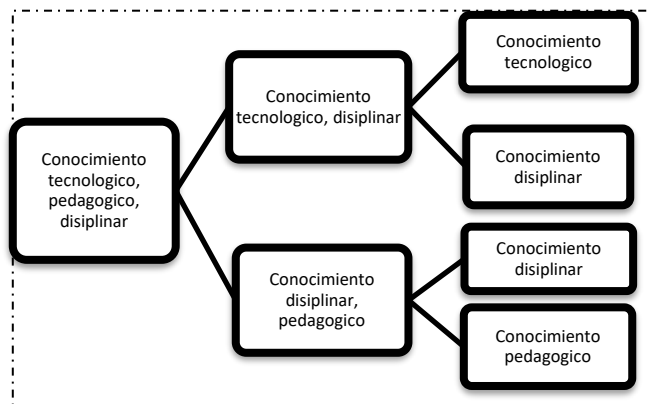 Conocimiento
tecnologico,
pedagogico,
disiplinar
Conocimiento
tecnologico, disiplinar
Conocimiento
disiplinar,
pedagogico
Conocimiento
tecnologico
Conocimiento
disiplinar
Conocimiento
disiplinar
Conocimiento
pedagogico